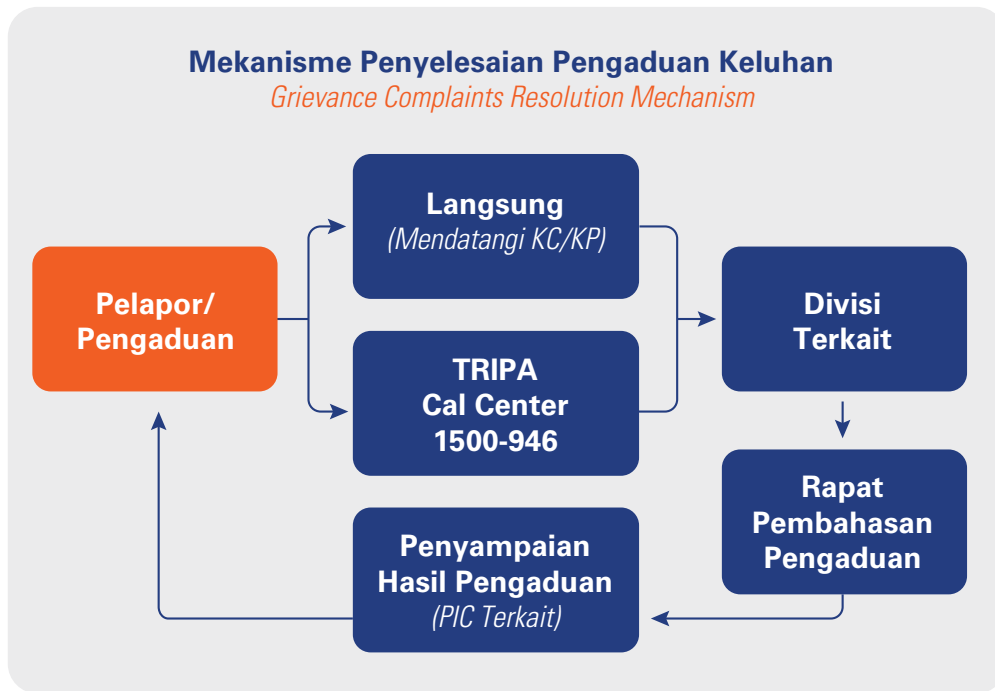 Mekanisme Penyelesaian Pengaduan Keluhan
Grievance Complaints Resolution Mechanism
Pelapor/
Pengaduan
Langsung
(Mendatangi KC/KP)
TRIPA
Cal Center
1500-946
Divisi
Terkait
Rapat
Pembahasan
Pengaduan
Penyampaian
Hasil Pengaduan
(PIC Terkait)